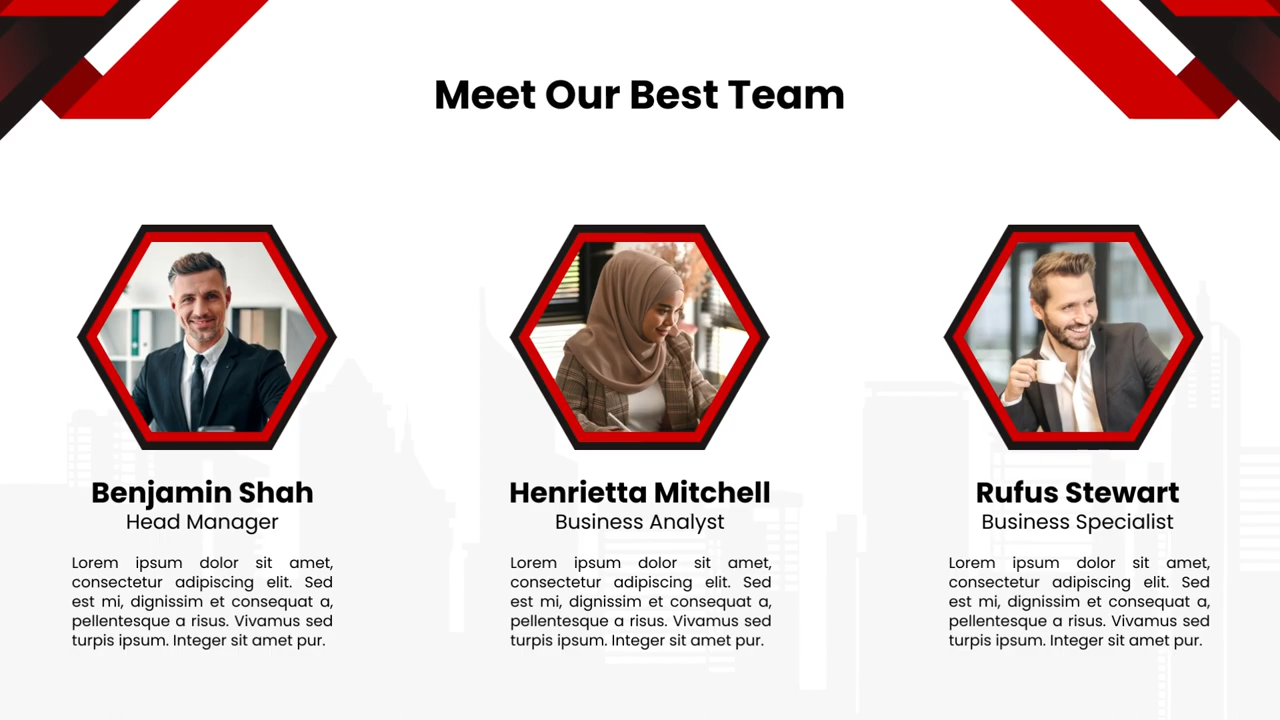 Meet Our Best Team
Benjamin Shah
Head Manager
Lorem ipsum dolor sit amet,
consectetur adipiscing elit. Sed
est mi, dignissim et consequat a,
pellentesque a risus. Vivamus sed
turpis ipsum. Integer sit amet pur.
Henrietta Mitchell
Business Analyst
Lorem ipsum dolor sit amet,
consectetur adipiscing elit. Sed
est mi, dignissim et consequat a,
pellentesque a risus. Vivamus sed
turpis ipsum. Integer sit amet pur.
Rufus Stewart
Business Specialist
Lorem ipsum dolor sit amet,
consectetur adipiscing elit. Sed
est mi, dignissim et consequat a,
pellentesque a risus. Vivamus sed
turpis ipsum. Integer sit amet pur.